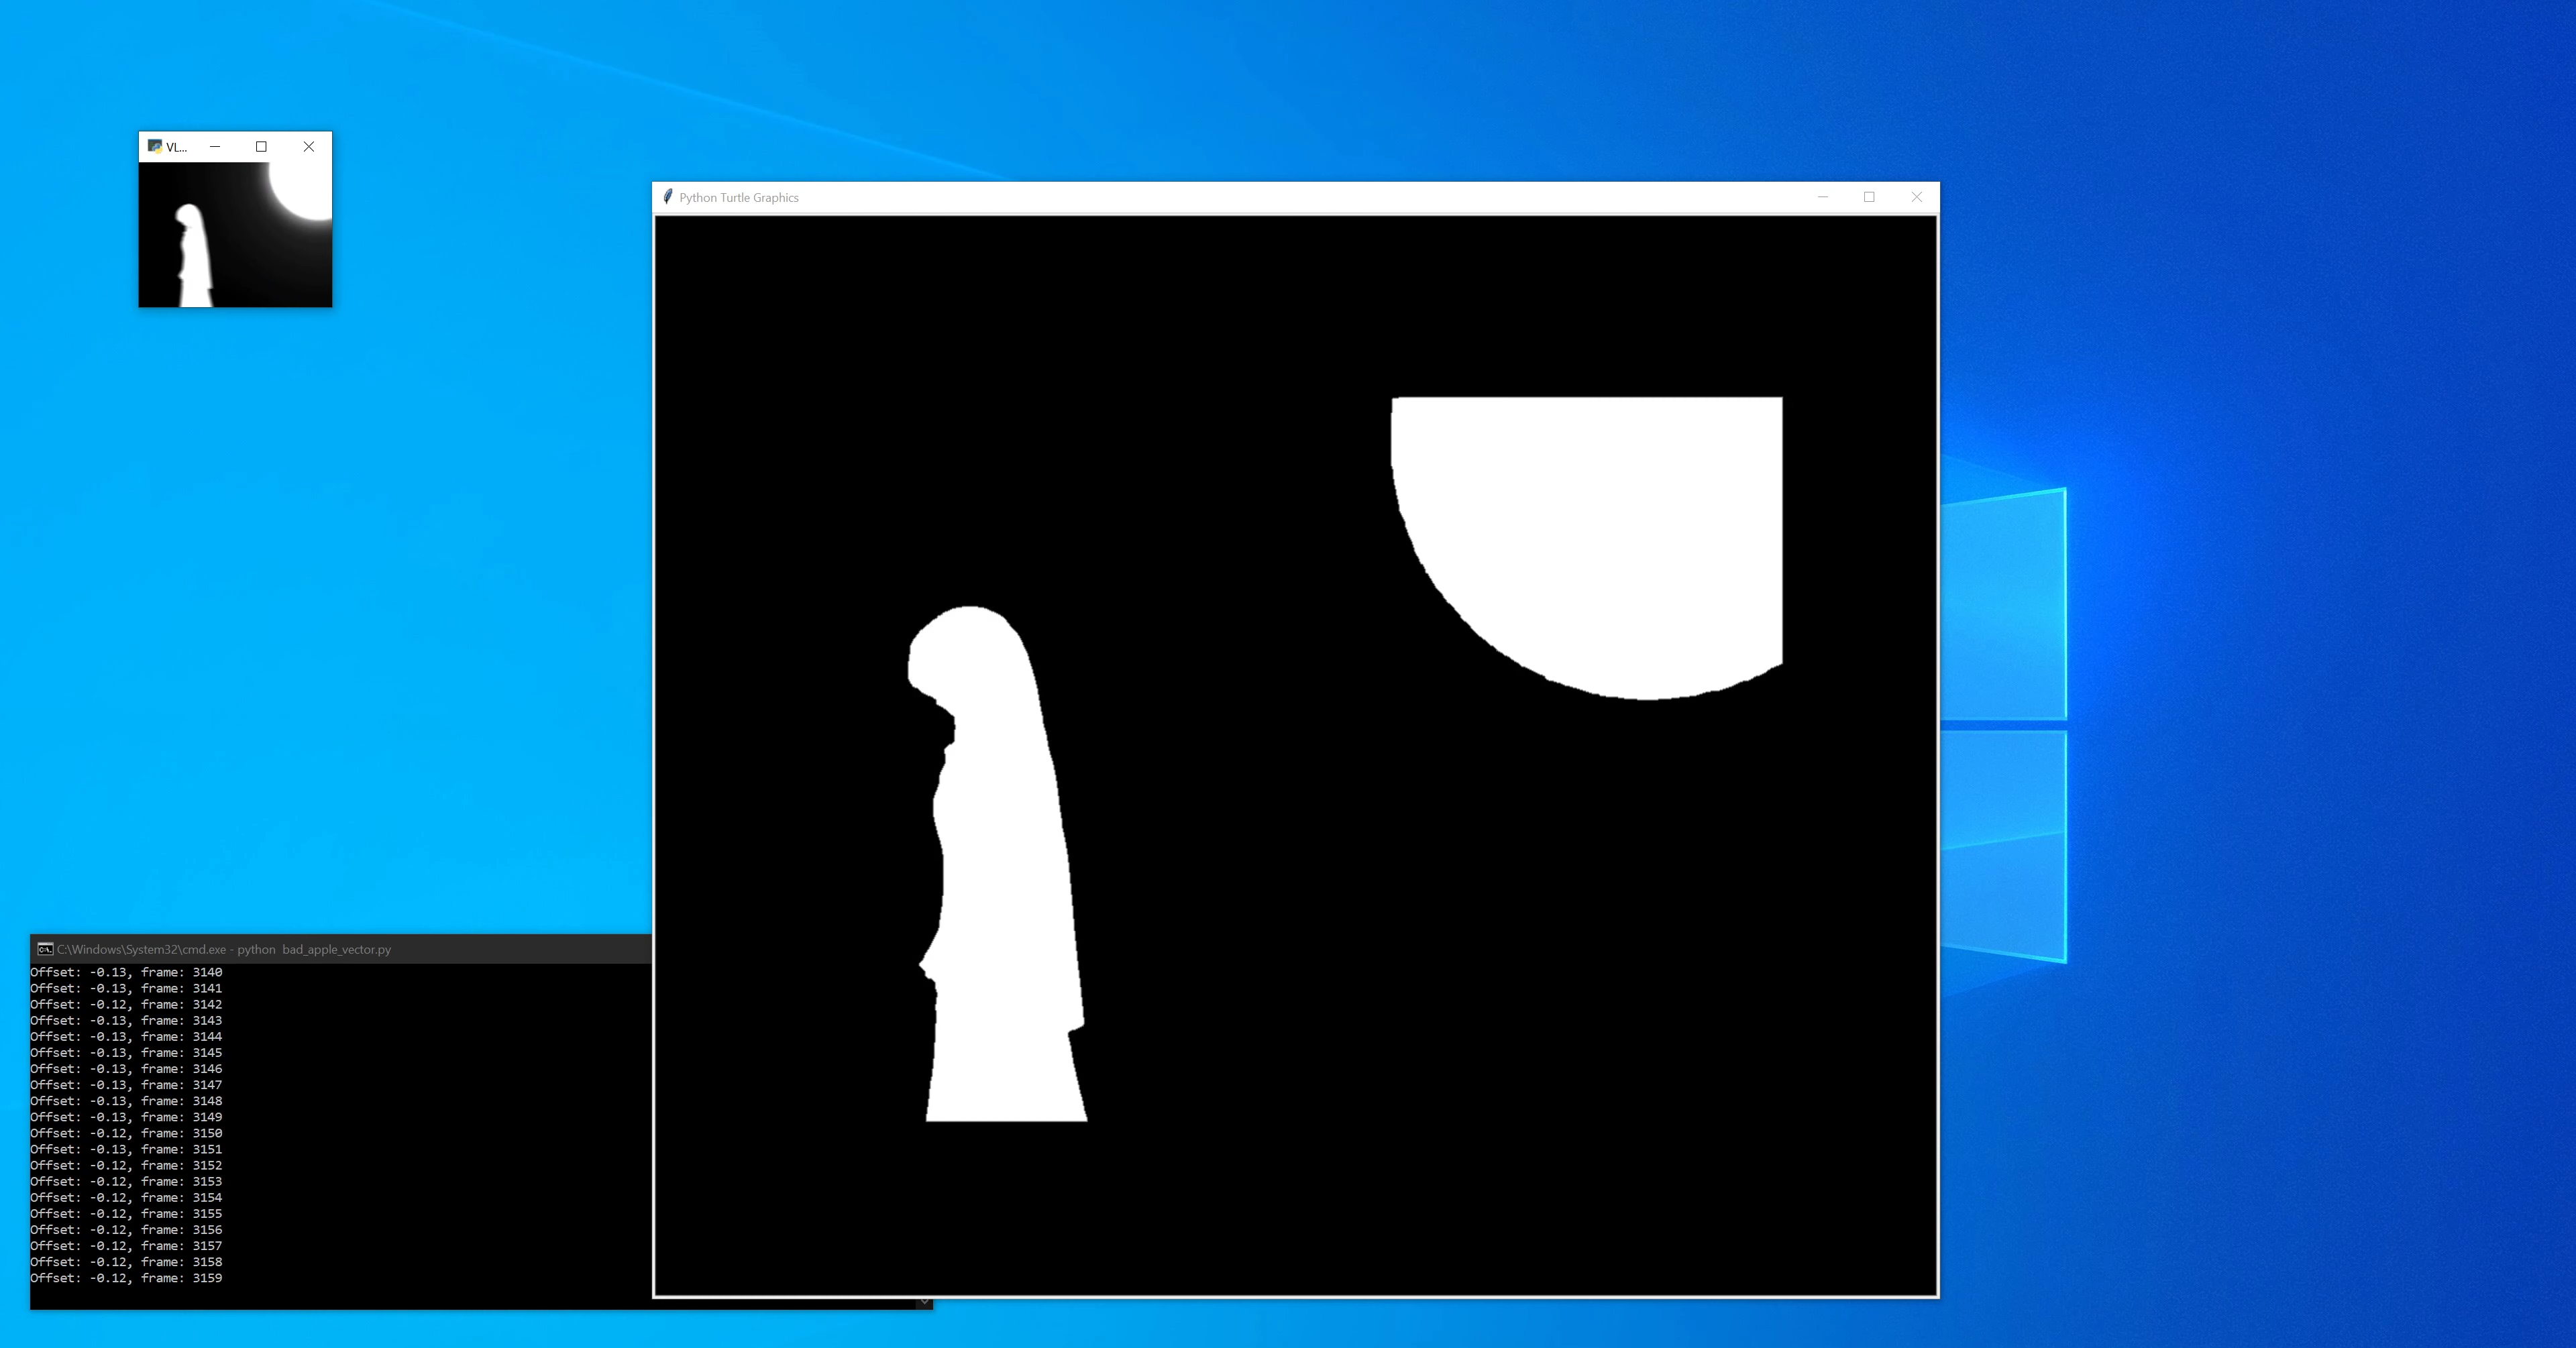 VL...
Python Turtle Graphics
C:\Windows\System32\cmd.exe - python  bad_apple_vector.py
Offset: -0.13, frame: 3140
Offset: -0.13, frame: 3141
Offset: -0.12, frame: 3142
Offset: -0.13, frame: 3143
Offset: -0.13, frame: 3144
Offset: -0.13, frame: 3145
Offset: -0.13, frame: 3146
Offset: -0.13, frame: 3147
Offset: -0.13, frame: 3148
Offset: -0.13, frame: 3149
Offset: -0.12, frame: 3150
Offset: -0.13, frame: 3151
Offset: -0.12, frame: 3152
Offset: -0.12, frame: 3153
Offset: -0.12, frame: 3154
Offset: -0.12, frame: 3155
Offset: -0.12, frame: 3156
Offset: -0.12, frame: 3157
Offset: -0.12, frame: 3158
Offset: -0.12, frame: 3159